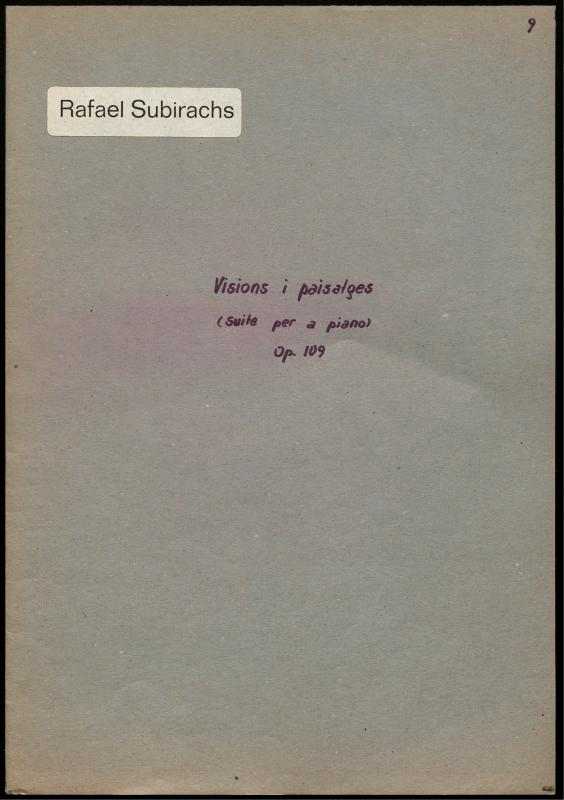 9
Rafael Subirachs
Visions i paisatges
(Suite per a piano)
Op. 109